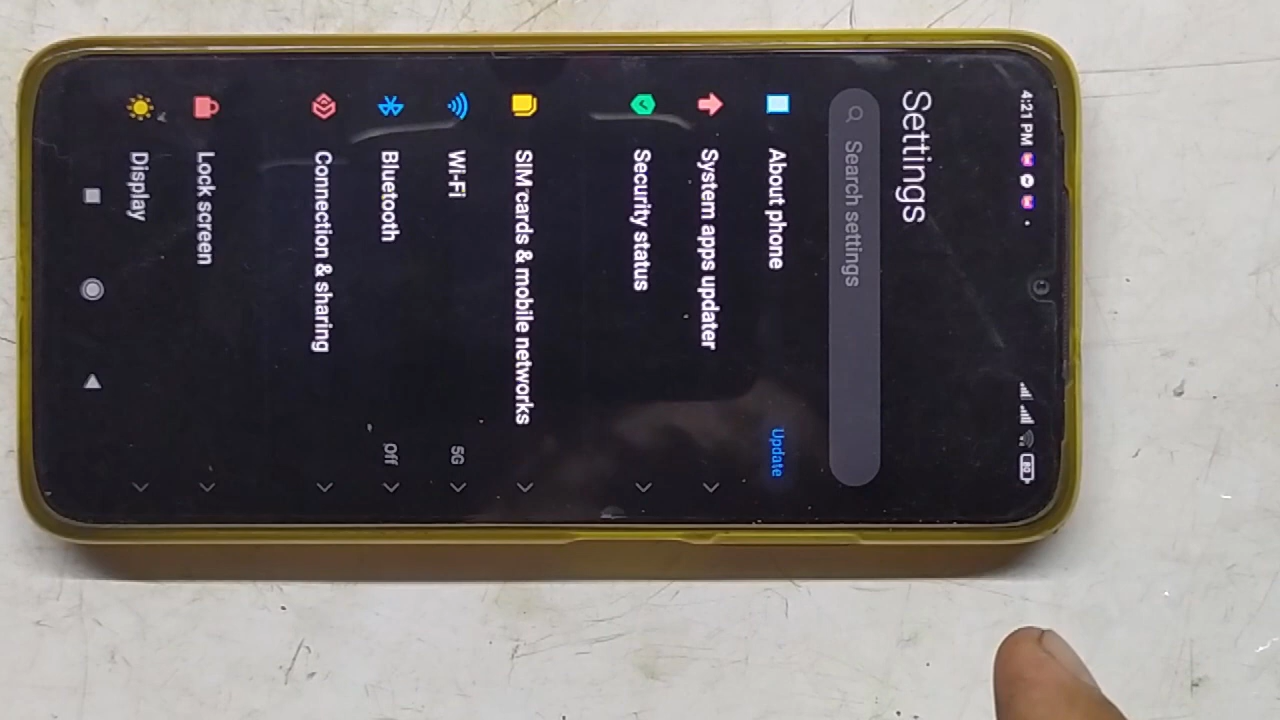 4:21 PM
80
Settings
Search settings
About phone Update
System apps updater
Security status
SIM cards & mobile networks
Wi-Fi 5G
Bluetooth Off
Connection & sharing
Lock screen
Display